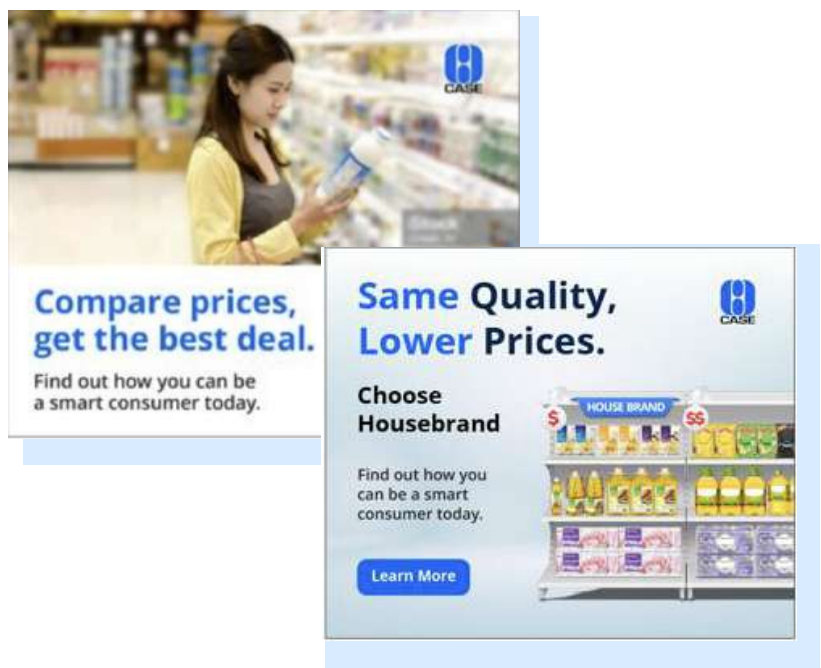 CASE
Compare prices,
get the best deal.
Find out how you can be
a smart consumer today.
Same Quality,
Lower Prices.
CASE
Choose
Housebrand
$
HOUSE BRAND
$$
Find out how you
can be a smart
consumer today.
Learn More